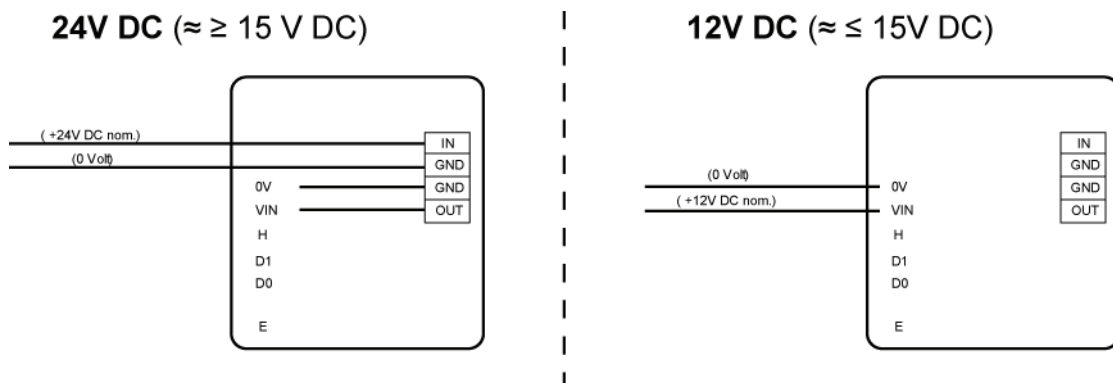 24V DC (≈ ≥ 15 V DC)
( +24V DC nom.)
(0 Volt)
IN
GND
GND
OUT
0V
VIN
H
D1
D0
E
12V DC (≈ ≤ 15V DC)
(0 Volt)
( +12V DC nom.)
IN
GND
GND
OUT
0V
VIN
H
D1
D0
E